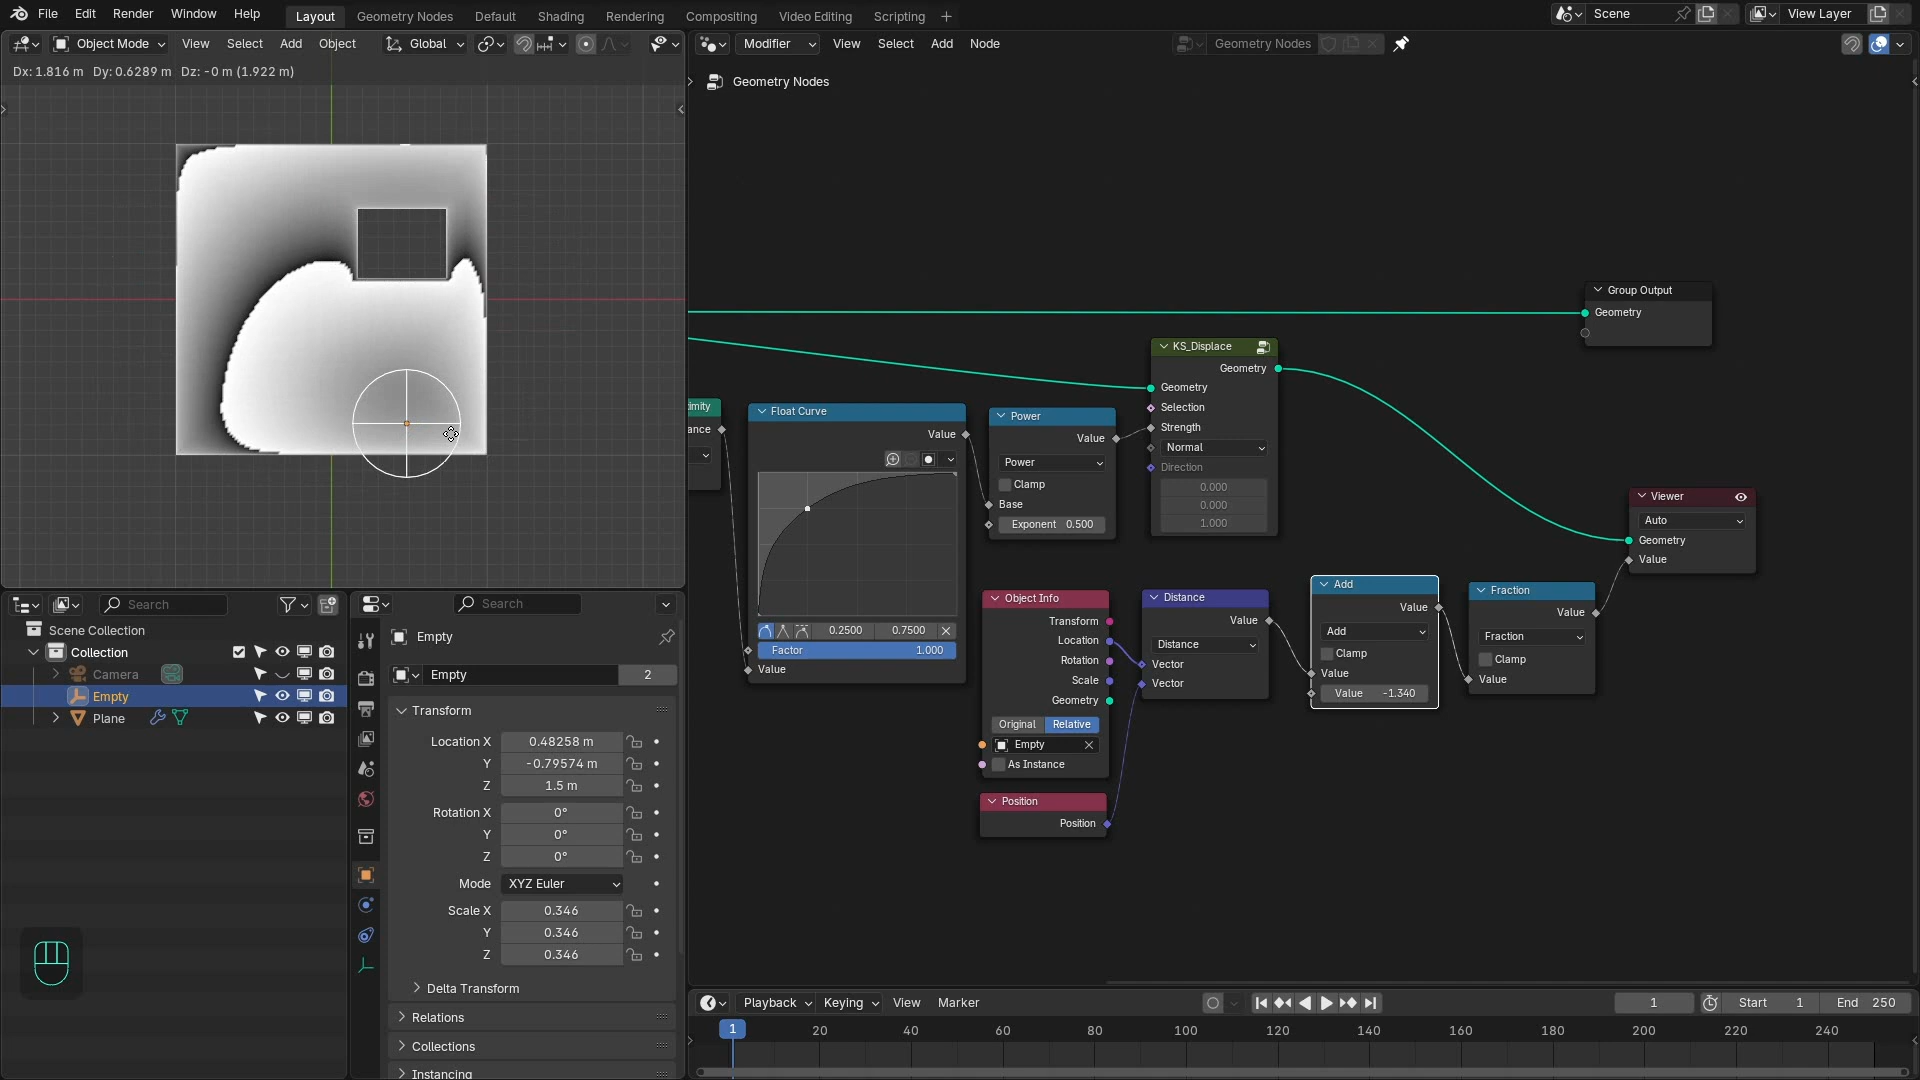 File Edit Render Window Help
Layout Geometry Nodes Default Shading Rendering Compositing Video Editing Scripting
Scene
View Layer
Object Mode View Select Add Object Global
Dx: 1.816 m Dy: 0.6289 m Dz: -0 m (1.922 m)
Modifier View Select Add Node
Geometry Nodes
Geometry Nodes
Group Output
Geometry
KS_Displace
Geometry
Geometry
Selection
Strength
Normal
Direction
0.000
0.000
1.000
imity
ance
Float Curve
Value
0.2500 0.7500
Factor 1.000
Value
Power
Value
Power
Clamp
Base
Exponent 0.500
Viewer
Auto
Geometry
Value
Object Info
Transform
Location
Rotation
Scale
Geometry
Original Relative
Empty
As Instance
Position
Position
Distance
Value
Distance
Vector
Vector
Add
Value
Add
Clamp
Value
Value -1.340
Fraction
Value
Fraction
Clamp
Value
Search
Scene Collection
Collection
Camera
Empty
Plane
Search
Empty
Empty 2
Transform
Location X 0.48258 m
Y -0.79574 m
Z 1.5 m
Rotation X 0°
Y 0°
Z 0°
Mode XYZ Euler
Scale X 0.346
Y 0.346
Z 0.346
Delta Transform
Relations
Collections
Instancing
Playback Keying View Marker
1 Start 1 End 250
1 20 40 60 80 100 120 140 160 180 200 220 240